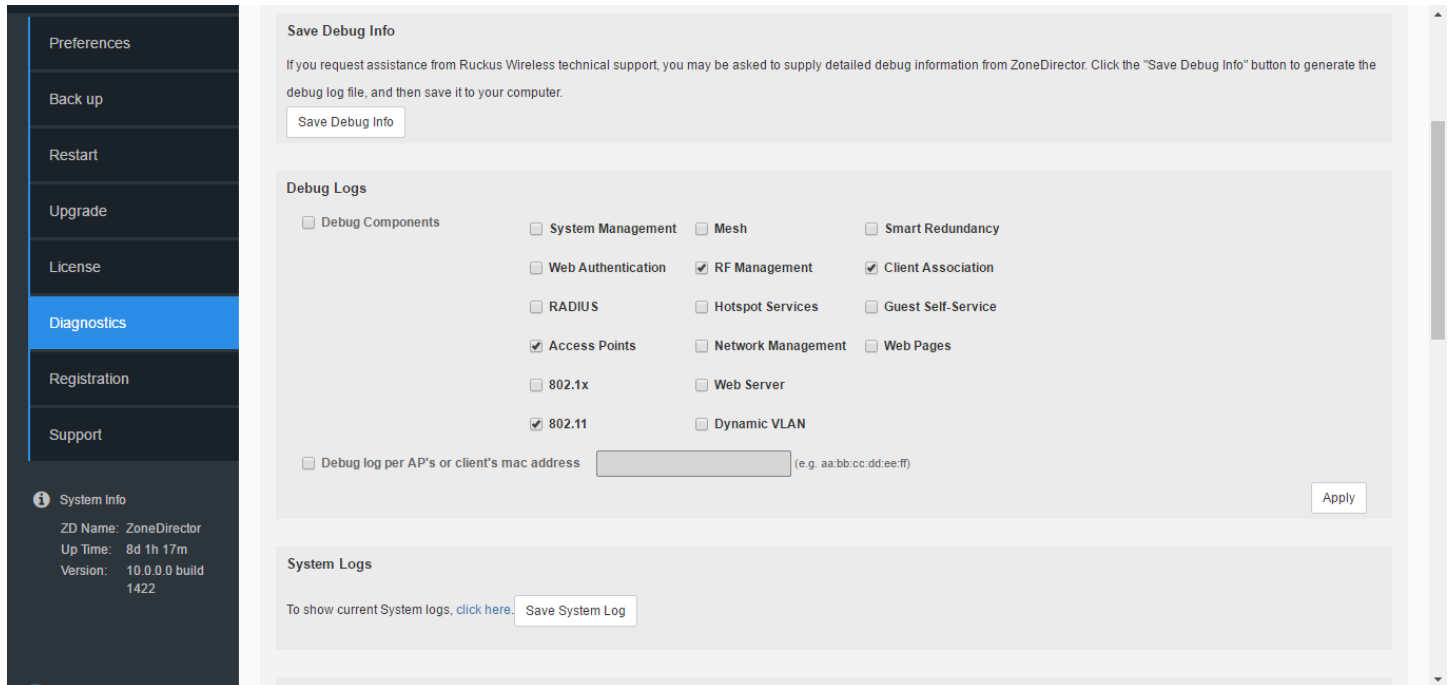 Preferences
Back up
Restart
Upgrade
License
Diagnostics
Registration
Support
System Info
ZD Name: ZoneDirector
Up Time: 8d 1h 17m
Version: 10.0.0.0 build
1422
Save Debug Info
If you request assistance from Ruckus Wireless technical support, you may be asked to supply detailed debug information from ZoneDirector. Click the "Save Debug Info" button to generate the
debug log file, and then save it to your computer.
Save Debug Info
Debug Logs
Debug Components
System Management Mesh Smart Redundancy
Web Authentication RF Management Client Association
RADIUS Hotspot Services Guest Self-Service
Access Points Network Management Web Pages
802.1x Web Server
802.11 Dynamic VLAN
Debug log per AP's or client's mac address (e.g. aa:bb:cc:dd:ee:ff)
Apply
System Logs
To show current System logs, click here. Save System Log